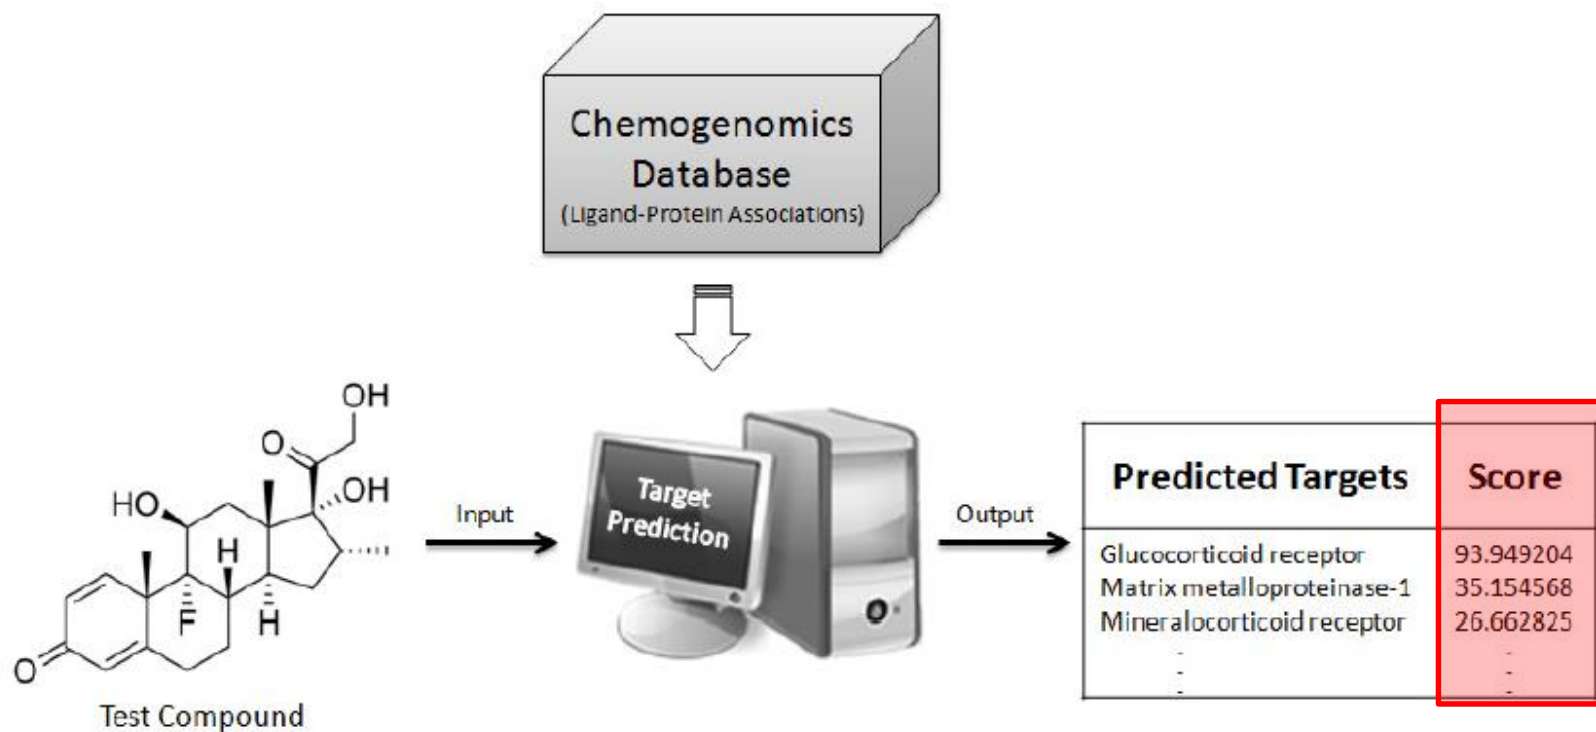 Chemogenomics
Database
(Ligand-Protein Associations)
OH
O
HO
OH
H
F
H
O
Test Compound
Input
Target
Prediction
Output
Predicted Targets Score
Glucocorticoid receptor 93.949204
Matrix metalloproteinase-1 35.154568
Mineralocorticoid receptor 26.662825